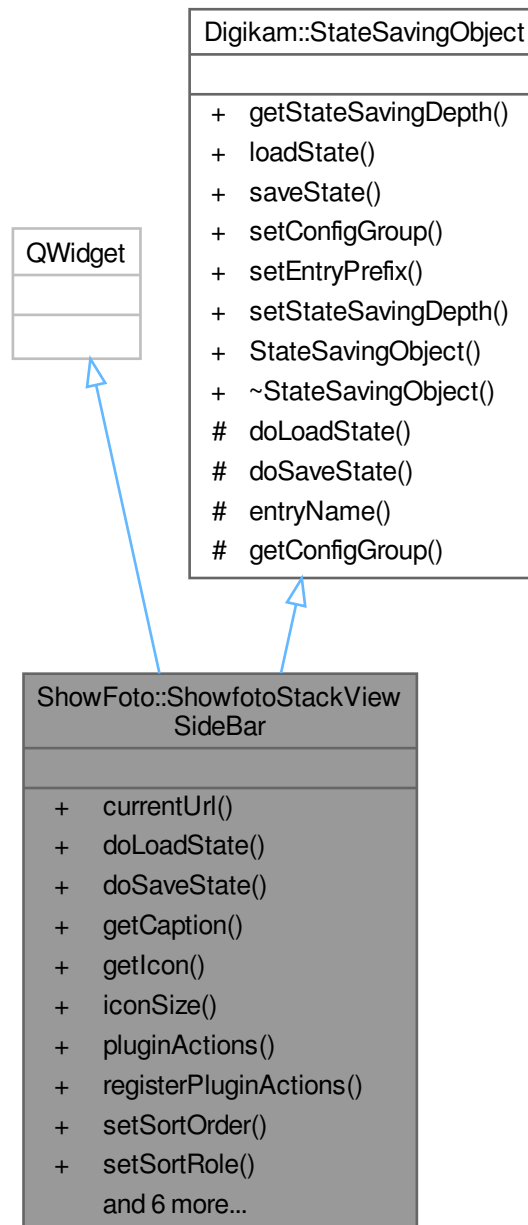 Digikam::StateSavingObject
+ getStateSavingDepth()
+ loadState()
+ saveState()
+ setConfigGroup()
+ setEntryPrefix()
+ setStateSavingDepth()
+ StateSavingObject()
+ ~StateSavingObject()
# doLoadState()
# doSaveState()
# entryName()
# getConfigGroup()
QWidget
ShowFoto::ShowfotoStackView
SideBar
+ currentUrl()
+ doLoadState()
+ doSaveState()
+ getCaption()
+ getIcon()
+ iconSize()
+ pluginActions()
+ registerPluginActions()
+ setSortOrder()
+ setSortRole()
and 6 more...